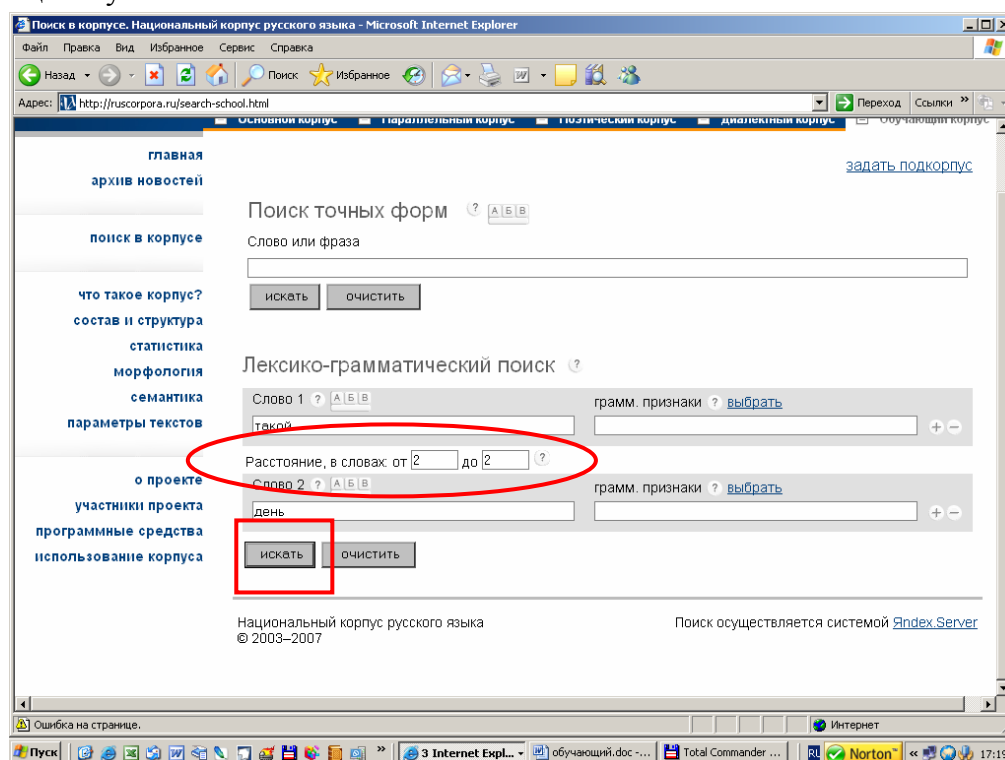 Поиск в корпусе. Национальный корпус русского языка - Microsoft Internet Explorer
Файл Правка Вид Избранное Сервис Справка
Назад Поиск Избранное
Адрес: http://ruscorpora.ru/search-school.html Переход Ссылки »
Основной корпус Параллельный корпус Поэтический корпус Диалектный корпус Обучающий корпус
главная
задать подкорпус
архив новостей
Поиск точных форм ? А Б В
поиск в корпусе
Слово или фраза
искать очистить
что такое корпус?
состав и структура
статистика
Лексико-грамматический поиск ?
морфология
семантика
Слово 1 ? А Б В грамм. признаки ? выбрать
параметры текстов
такой + −
Расстояние, в словах: от 2 до 2 ?
о проекте
Слово 2 ? А Б В грамм. признаки ? выбрать
участники проекта
день + −
программные средства
использование корпуса
искать очистить
Национальный корпус русского языка
© 2003–2007
Поиск осуществляется системой Яndex.Server
Ошибка на странице. Интернет
Пуск » 3 Internet Expl... обучающий.doc -... Total Commander ... RU Norton™ « 17:19